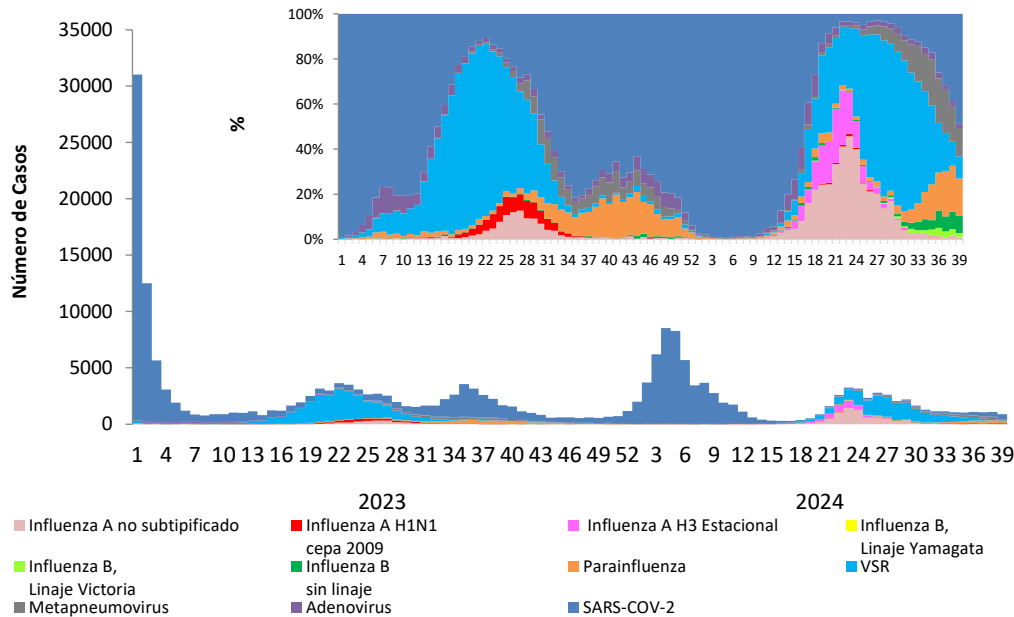 100%
80%
60%
40%
20%
0%
%
1 4 7 10 13 16 19 22 25 28 31 34 37 40 43 46 49 52 3 6 9 12 15 18 21 24 27 30 33 36 39
Número de Casos
35000
30000
25000
20000
15000
10000
5000
0
1 4 7 10 13 16 19 22 25 28 31 34 37 40 43 46 49 52 3 6 9 12 15 18 21 24 27 30 33 36 39
2023 2024
Influenza A no subtipificado
Influenza A H1N1
cepa 2009
Influenza A H3 Estacional
Influenza B,
Linaje Yamagata
Influenza B,
Linaje Victoria
Influenza B
sin linaje
Parainfluenza
VSR
Metapneumovirus
Adenovirus
SARS-COV-2